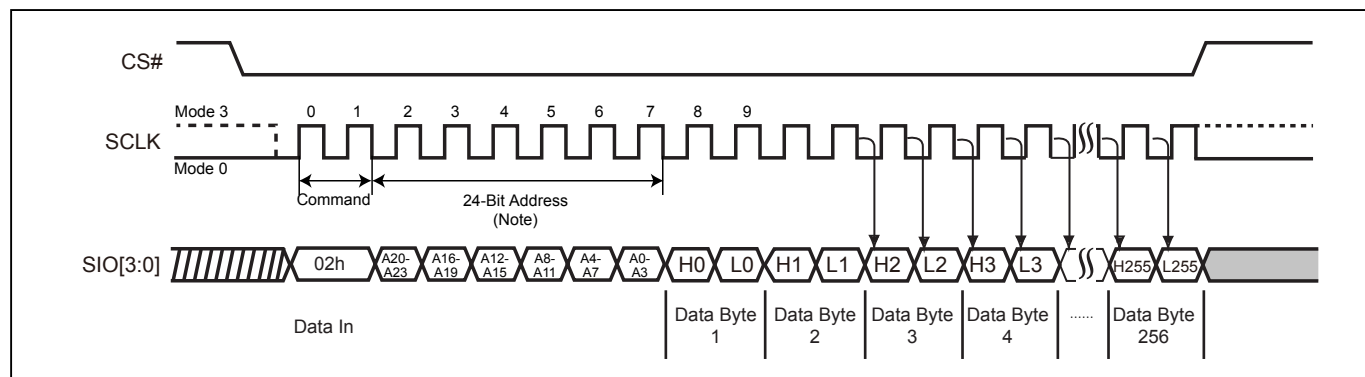 CS#
Mode 3
0 1 2 3 4 5 6 7 8 9
SCLK
Mode 0
Command
24-Bit Address
(Note)
SIO[3:0]
02h
A20-
A23
A16-
A19
A12-
A15
A8-
A11
A4-
A7
A0-
A3
H0 L0 H1 L1 H2 L2 H3 L3 H255 L255
Data In
Data Byte
1
Data Byte
2
Data Byte
3
Data Byte
4
......
Data Byte
256